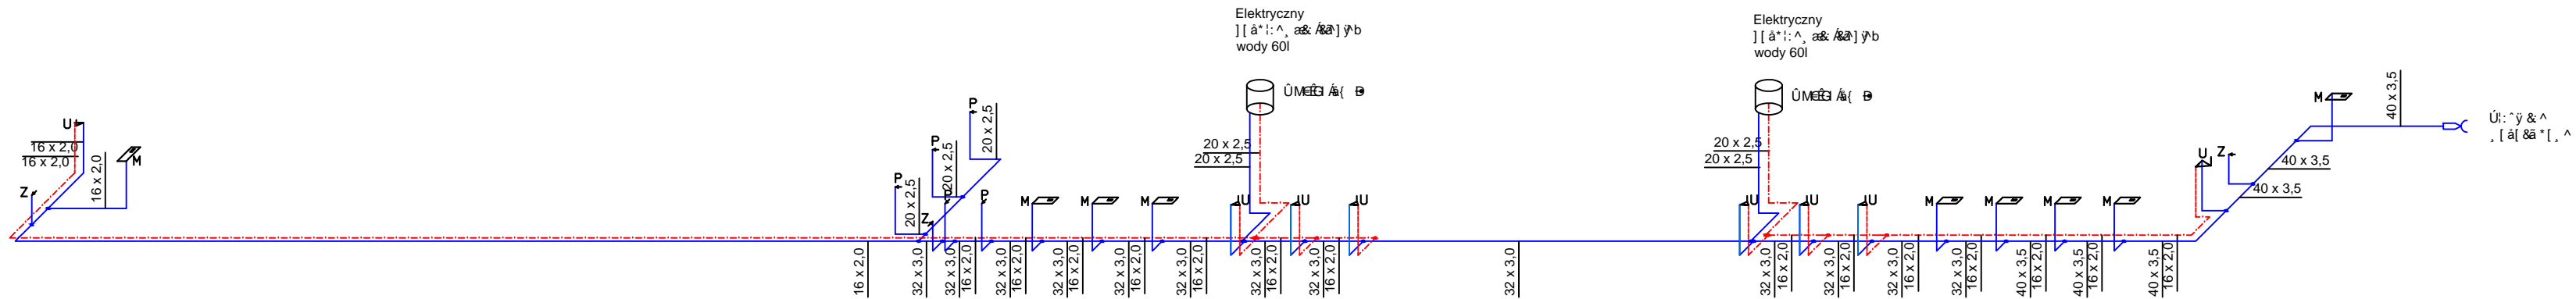 Elektryczny
wody 60l
Elektryczny
wody 60l
U
16 x 2,0
16 x 2,0
16 x 2,0
M
Z
P
20 x 2,5
P
20 x 2,5
P
20 x 2,5
Z
P
P
M
M
M
20 x 2,5
20 x 2,5
U
U
U
20 x 2,5
20 x 2,5
U
U
U
M
M
M
M
U
Z
M
40 x 3,5
40 x 3,5
40 x 3,5
16 x 2,0
32 x 3,0
32 x 3,0
16 x 2,0
32 x 3,0
16 x 2,0
32 x 3,0
16 x 2,0
32 x 3,0
16 x 2,0
32 x 3,0
32 x 3,0
16 x 2,0
32 x 3,0
16 x 2,0
32 x 3,0
32 x 3,0
16 x 2,0
32 x 3,0
16 x 2,0
32 x 3,0
16 x 2,0
32 x 3,0
16 x 2,0
40 x 3,5
16 x 2,0
40 x 3,5
16 x 2,0
40 x 3,5
16 x 2,0